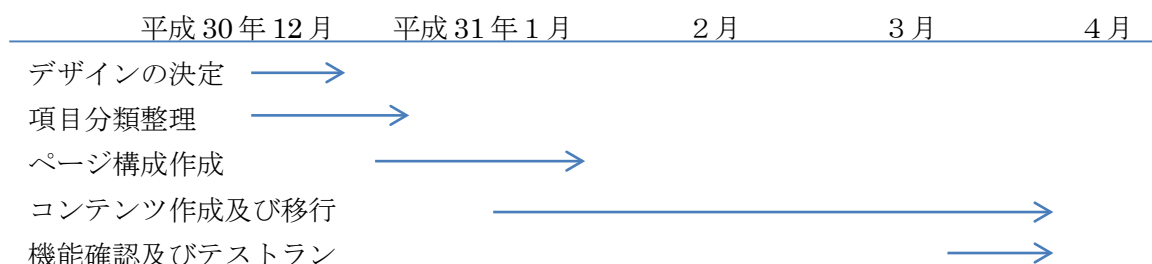 平成30年12月 平成31年1月 2月 3月 4月
デザインの決定
項目分類整理
ページ構成作成
コンテンツ作成及び移行
機能確認及びテストラン